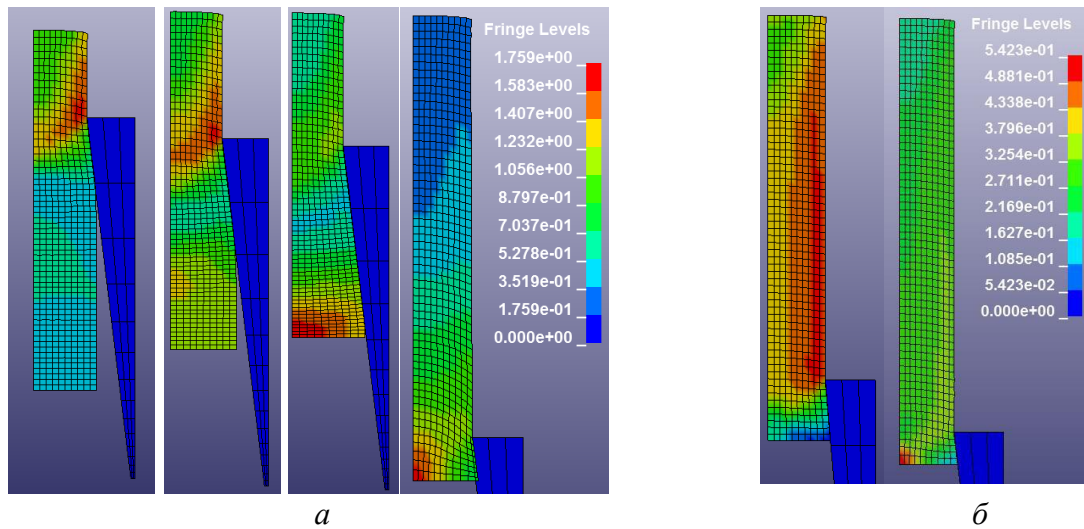 Fringe Levels
1.759e+00
1.583e+00
1.407e+00
1.232e+00
1.056e+00
8.797e-01
7.037e-01
5.278e-01
3.519e-01
1.759e-01
0.000e+00
а
Fringe Levels
5.423e-01
4.881e-01
4.338e-01
3.796e-01
3.254e-01
2.711e-01
2.169e-01
1.627e-01
1.085e-01
5.423e-02
0.000e+00
б